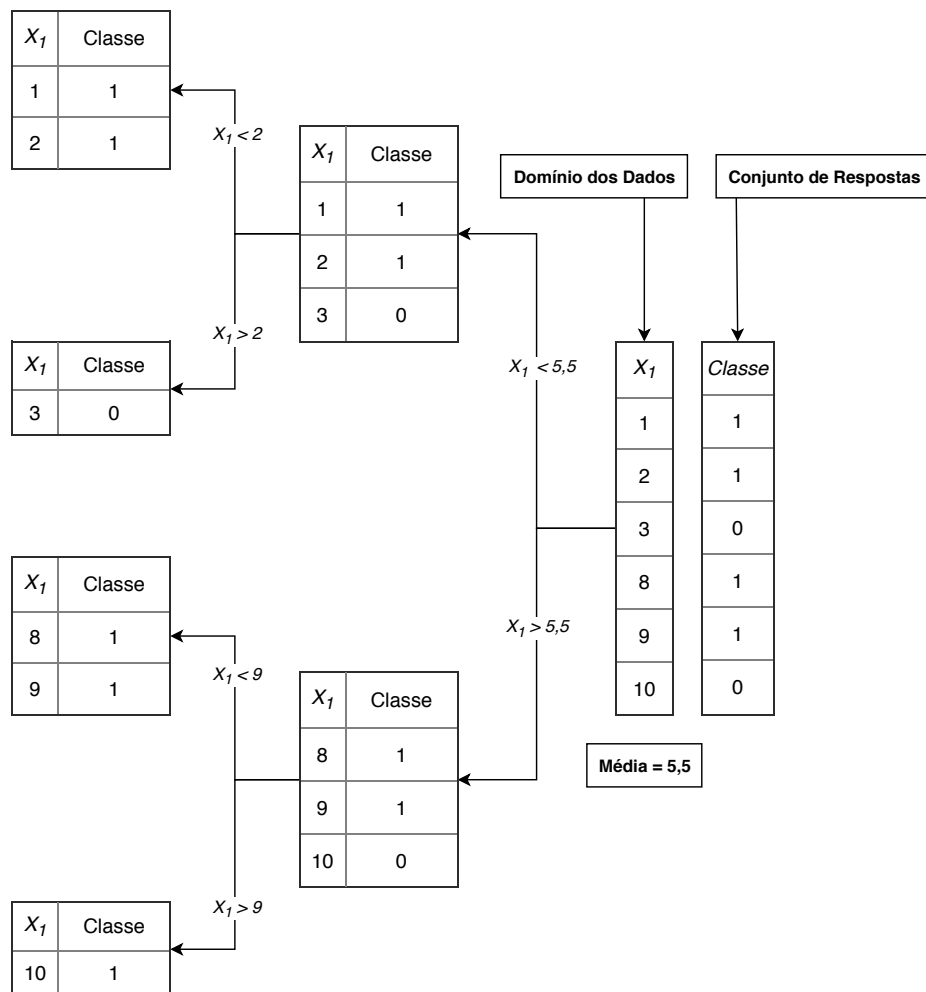 X1 Classe
1 1
2 1
X1 < 2
X1 > 2
X1 Classe
3 0
X1 Classe
1 1
2 1
3 0
X1 < 5,5
X1 > 5,5
Domínio dos Dados
Conjunto de Respostas
X1 Classe
1 1
2 1
3 0
8 1
9 1
10 0
Média = 5,5
X1 Classe
8 1
9 1
X1 < 9
X1 > 9
X1 Classe
8 1
9 1
10 0
X1 Classe
10 1